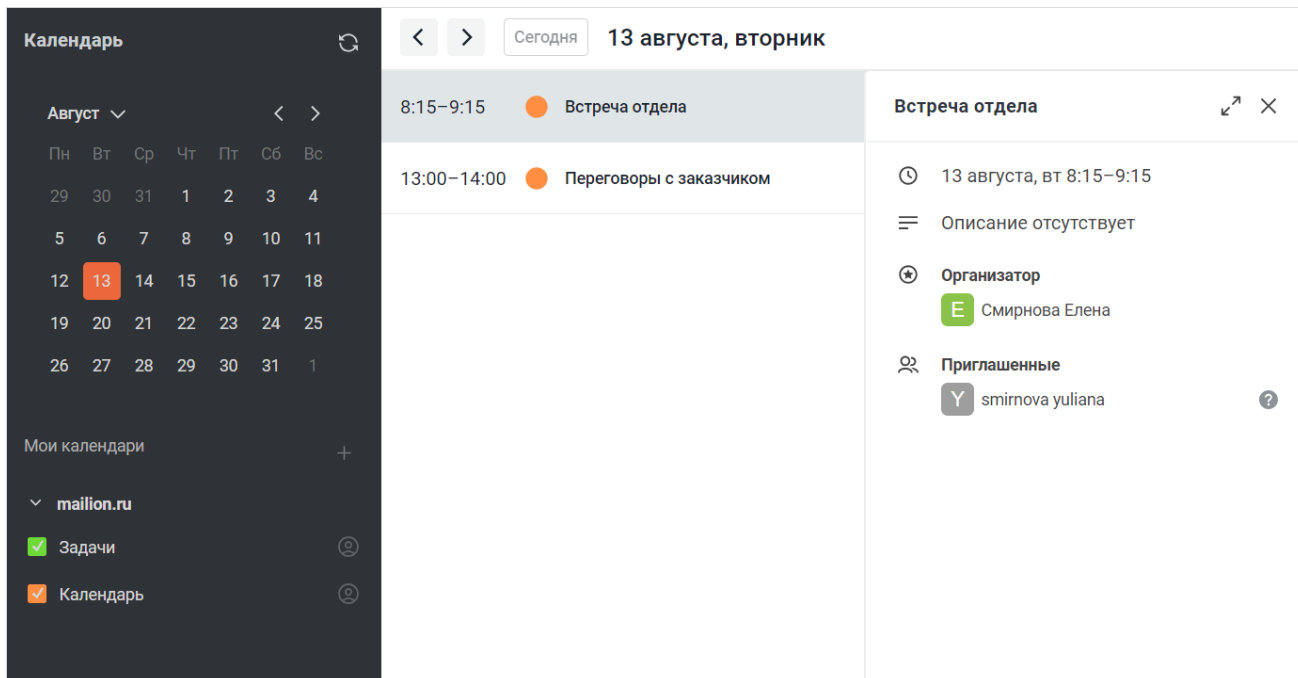 Календарь
Август
Пн Вт Ср Чт Пт Сб Вс
29 30 31 1 2 3 4
5 6 7 8 9 10 11
12 13 14 15 16 17 18
19 20 21 22 23 24 25
26 27 28 29 30 31 1
Мои календари
mailion.ru
Задачи
Календарь
Сегодня 13 августа, вторник
8:15–9:15 Встреча отдела
13:00–14:00 Переговоры с заказчиком
Встреча отдела
13 августа, вт 8:15–9:15
Описание отсутствует
Организатор
E Смирнова Елена
Приглашенные
Y smirnova yuliana ?